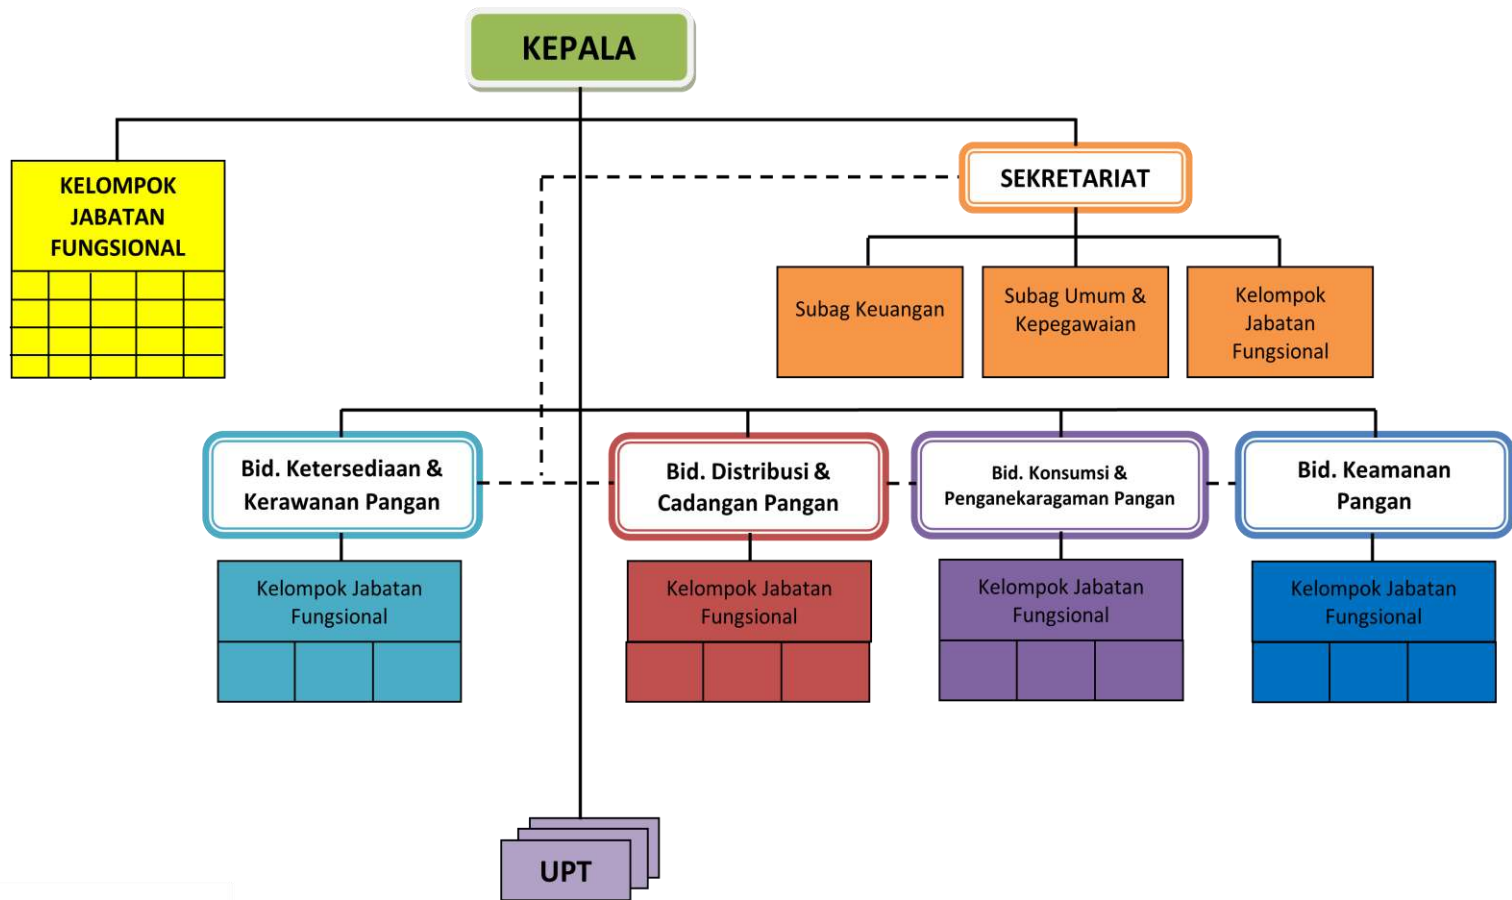 KEPALA
KELOMPOK
JABATAN
FUNGSIONAL
SEKRETARIAT
Subag Keuangan
Subag Umum &
Kepegawaian
Kelompok
Jabatan
Fungsional
Bid. Ketersediaan &
Kerawanan Pangan
Bid. Distribusi &
Cadangan Pangan
Bid. Konsumsi &
Penganekaragaman Pangan
Bid. Keamanan
Pangan
Kelompok Jabatan
Fungsional
Kelompok Jabatan
Fungsional
Kelompok Jabatan
Fungsional
Kelompok Jabatan
Fungsional
UPT